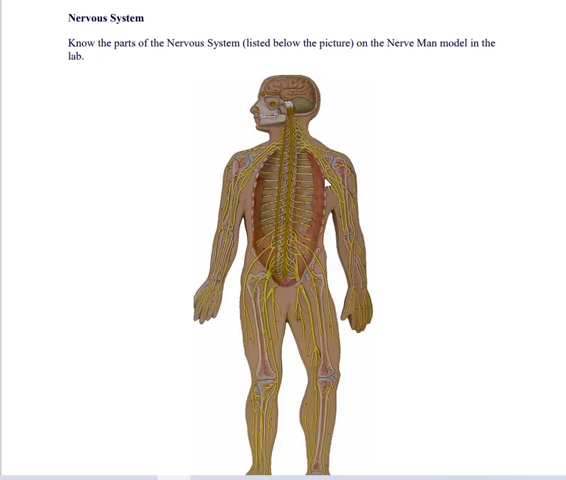 Nervous System
Know the parts of the Nervous System (listed below the picture) on the Nerve Man model in the
lab.